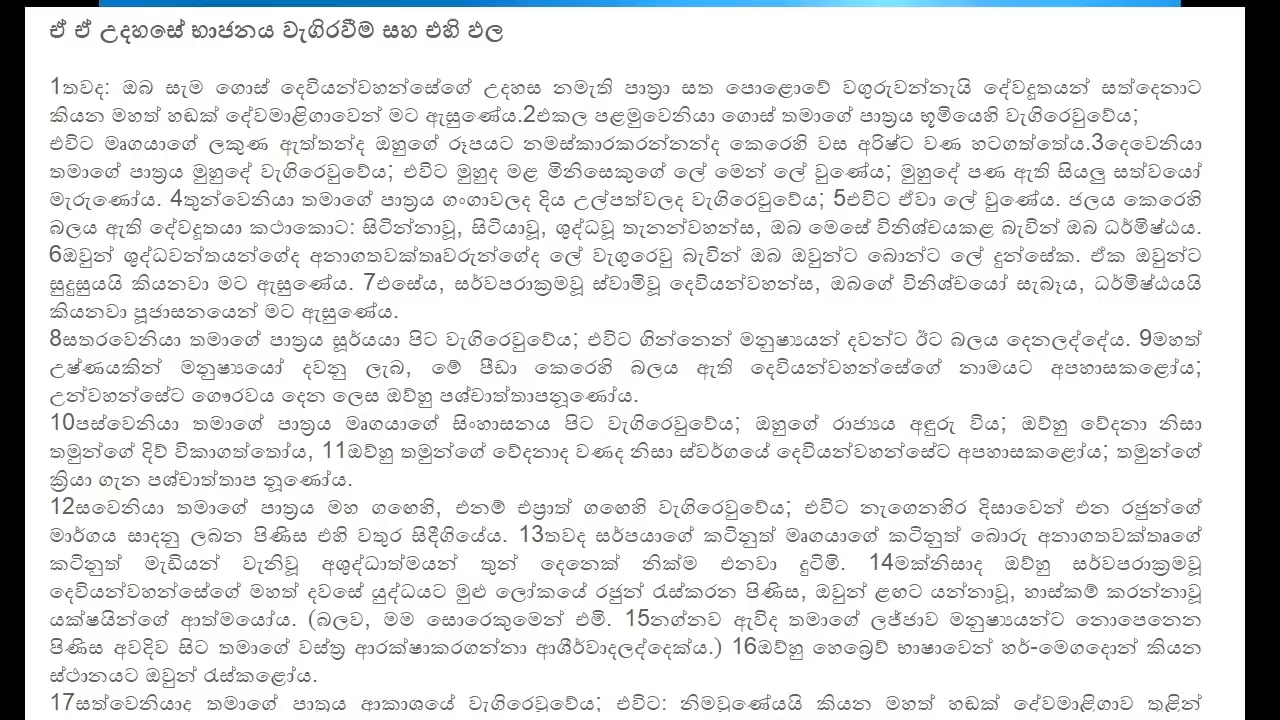 ඒ ඒ උදහසේ භාජනය වැගිරවීම සහ එහි ඵල
1තවද: ඔබ සැම ගොස් දෙවියන්වහන්සේගේ උදහස නමැති පාත්‍රා සත පොළොවේ වගුරුවන්නැයි දේවදූතයන් සත්දෙනාට
කියන මහත් හඬක් දේවමාළිගාවෙන් මට ඇසුණේය.2එකල පළමුවෙනියා ගොස් තමාගේ පාත්‍රය භූමියෙහි වැගිරෙවුවේය;
එවිට මෘගයාගේ ලකුණ ඇත්තන්ද ඔහුගේ රූපයට නමස්කාරකරන්නන්ද කෙරෙහි වස අරිෂ්ට වණ හටගත්තේය.3දෙවෙනියා
තමාගේ පාත්‍රය මුහුදේ වැගිරෙවුවේය; එවිට මුහුද මළ මිනිසෙකුගේ ලේ මෙන් ලේ වුණේය; මුහුදේ පණ ඇති සියලු සත්වයෝ
මැරුණෝය. 4තුන්වෙනියා තමාගේ පාත්‍රය ගංගාවලද දිය උල්පත්වලද වැගිරෙවුවේය; 5එවිට ඒවා ලේ වුණේය. ජලය කෙරෙහි
බලය ඇති දේවදූතයා කථාකොට: සිටින්නාවූ, සිටියාවූ, ශුද්ධවූ තැනන්වහන්ස, ඔබ මෙසේ විනිශ්චයකළ බැවින් ඔබ ධර්මිෂ්ඨය.
6ඔවුන් ශුද්ධවන්තයන්ගේද අනාගතවක්තෘවරුන්ගේද ලේ වැගුරෙවු බැවින් ඔබ ඔවුන්ට බොන්ට ලේ දුන්සේක. ඒක ඔවුන්ට
සුදුසුයයි කියනවා මට ඇසුණේය. 7එසේය, සර්වපරාක්‍රමවූ ස්වාමිවූ දෙවියන්වහන්ස, ඔබගේ විනිශ්චයෝ සැබෑය, ධර්මිෂ්ඨයයි
කියනවා පූජාසනයෙන් මට ඇසුණේය.
8සතරවෙනියා තමාගේ පාත්‍රය සූර්යයා පිට වැගිරෙවුවේය; එවිට ගින්නෙන් මනුෂ්‍යයන් දවන්ට ඊට බලය දෙනලද්දේය. 9මහත්
උෂ්ණයකින් මනුෂ්‍යයෝ දවනු ලැබ, මේ පීඩා කෙරෙහි බලය ඇති දෙවියන්වහන්සේගේ නාමයට අපහාසකළෝය;
උන්වහන්සේට ගෞරවය දෙන ලෙස ඔව්හු පශ්චාත්තාපනූණෝය.
10පස්වෙනියා තමාගේ පාත්‍රය මෘගයාගේ සිංහාසනය පිට වැගිරෙවුවේය; ඔහුගේ රාජ්‍යය අඳුරු විය; ඔව්හු වේදනා නිසා
තමුන්ගේ දිව් විකාගත්තෝය, 11ඔව්හු තමුන්ගේ වේදනාද වණද නිසා ස්වර්ගයේ දෙවියන්වහන්සේට අපහාසකළෝය; තමුන්ගේ
ක්‍රියා ගැන පශ්චාත්තාප නූණෝය.
12සවෙනියා තමාගේ පාත්‍රය මහ ගඟෙහි, එනම් එප්‍රාත් ගඟෙහි වැගිරෙවුවේය; එවිට නැගෙනහිර දිසාවෙන් එන රජුන්ගේ
මාර්ගය සාදනු ලබන පිණිස එහි වතුර සිදීගියේය. 13තවද සර්පයාගේ කටිනුත් මෘගයාගේ කටිනුත් බොරු අනාගතවක්තෘගේ
කටිනුත් මැඩියන් වැනිවූ අශුද්ධාත්මයන් තුන් දෙනෙක් නික්ම එනවා දුටිමි. 14මක්නිසාද ඔව්හු සර්වපරාක්‍රමවූ
දෙවියන්වහන්සේගේ මහත් දවසේ යුද්ධයට මුළු ලෝකයේ රජුන් රැස්කරන පිණිස, ඔවුන් ළඟට යන්නාවූ, හාස්කම් කරන්නාවූ
යක්ෂයින්ගේ ආත්මයෝය. (බලව, මම සොරෙකුමෙන් එමි. 15නග්නව ඇවිද තමාගේ ලජ්ජාව මනුෂ්‍යයන්ට නොපෙනෙන
පිණිස අවදිව සිට තමාගේ වස්ත්‍ර ආරක්ෂාකරගන්නා ආශීර්වාදලද්දෙක්ය.) 16ඔව්හු හෙබ්‍රෙව් භාෂාවෙන් හර්-මෙගදොන් කියන
ස්ථානයට ඔවුන් රැස්කළෝය.
17සත්වෙනියාද තමාගේ පාත්‍රය ආකාශයේ වැගිරෙවුවේය; එවිට: නිමවුණේයයි කියන මහත් හඬක් දේවමාළිගාව තුළින්